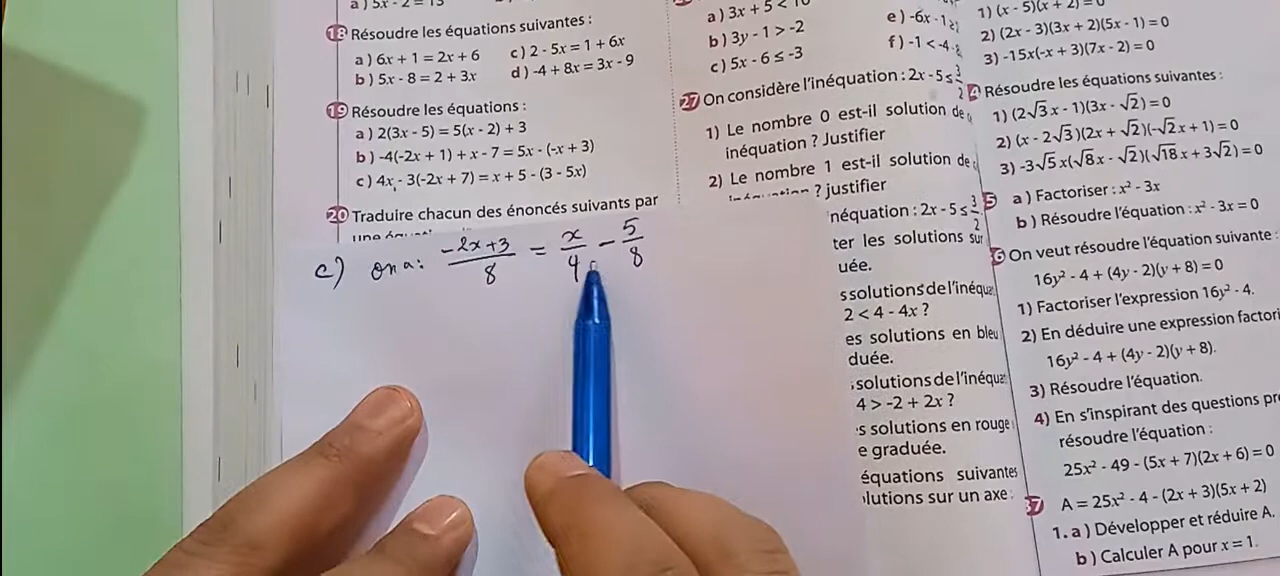 a ) 5x - 2 = 13
18 Résoudre les équations suivantes :
a ) 6x + 1 = 2x + 6 c ) 2 - 5x = 1 + 6x
b ) 5x - 8 = 2 + 3x d ) -4 + 8x = 3x - 9
19 Résoudre les équations :
a ) 2(3x - 5) = 5(x - 2) + 3
b ) -4(-2x + 1) + x - 7 = 5x - (-x + 3)
c ) 4x - 3(-2x + 7) = x + 5 - (3 - 5x)
20 Traduire chacun des énoncés suivants par
c) on a: (-2x+3)/8 = x/4 - 5/8
a ) 3x + 5 < 10 e ) -6x - 1
b ) 3y - 1 > -2 f ) -1 < -4
c ) 5x - 6 ≤ -3
27 On considère l'inéquation : 2x - 5 ≤ 3/2
1) Le nombre 0 est-il solution de
inéquation ? Justifier
2) Le nombre 1 est-il solution de
? justifier
néquation : 2x - 5 ≤ 3/2
ter les solutions sur
uée.
s solutions de l'inéqua
2 < 4 - 4x ?
es solutions en bleu
duée.
solutions de l'inéqua
4 > -2 + 2x ?
s solutions en rouge
e graduée.
équations suivantes
lutions sur un axe :
1) (x - 5)(x + 2) = 0
2) (2x - 3)(3x + 2)(5x - 1) = 0
3) -15x(-x + 3)(7x - 2) = 0
4 Résoudre les équations suivantes :
1) (2√3 x - 1)(3x - √2) = 0
2) (x - 2√3)(2x + √2)(-√2x + 1) = 0
3) -3√5 x(√8x - √2)(√18x + 3√2) = 0
5 a ) Factoriser : x² - 3x
b ) Résoudre l'équation : x² - 3x = 0
6 On veut résoudre l'équation suivante :
16y² - 4 + (4y - 2)(y + 8) = 0
1) Factoriser l'expression 16y² - 4.
2) En déduire une expression factori
16y² - 4 + (4y - 2)(y + 8).
3) Résoudre l'équation.
4) En s'inspirant des questions pr
résoudre l'équation :
25x² - 49 - (5x + 7)(2x + 6) = 0
37 A = 25x² - 4 - (2x + 3)(5x + 2)
1. a ) Développer et réduire A.
b ) Calculer A pour x = 1.